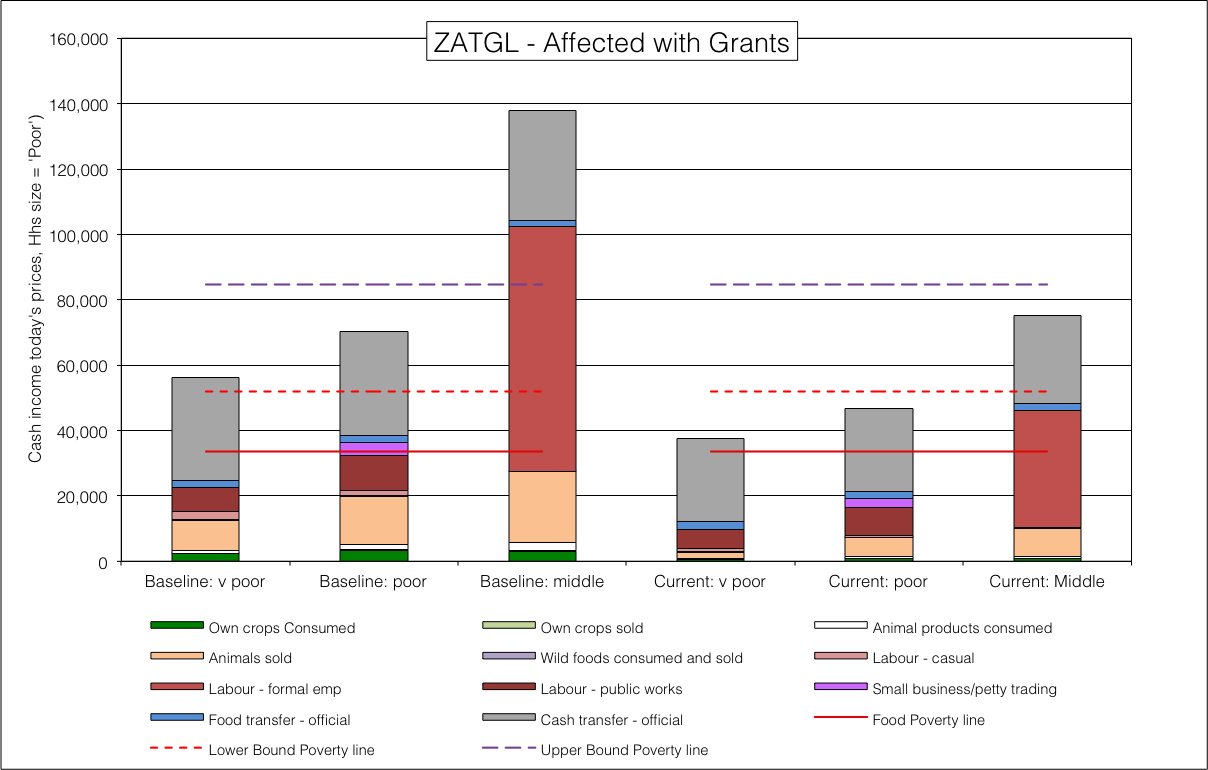 ZATGL - Affected with Grants
Cash income today's prices, Hhs size = 'Poor')
160,000
140,000
120,000
100,000
80,000
60,000
40,000
20,000
0
Baseline: v poor Baseline: poor Baseline: middle Current: v poor Current: poor Current: Middle
Own crops Consumed Own crops sold Animal products consumed
Animals sold Wild foods consumed and sold Labour - casual
Labour - formal emp Labour - public works Small business/petty trading
Food transfer - official Cash transfer - official Food Poverty line
Lower Bound Poverty line Upper Bound Poverty line